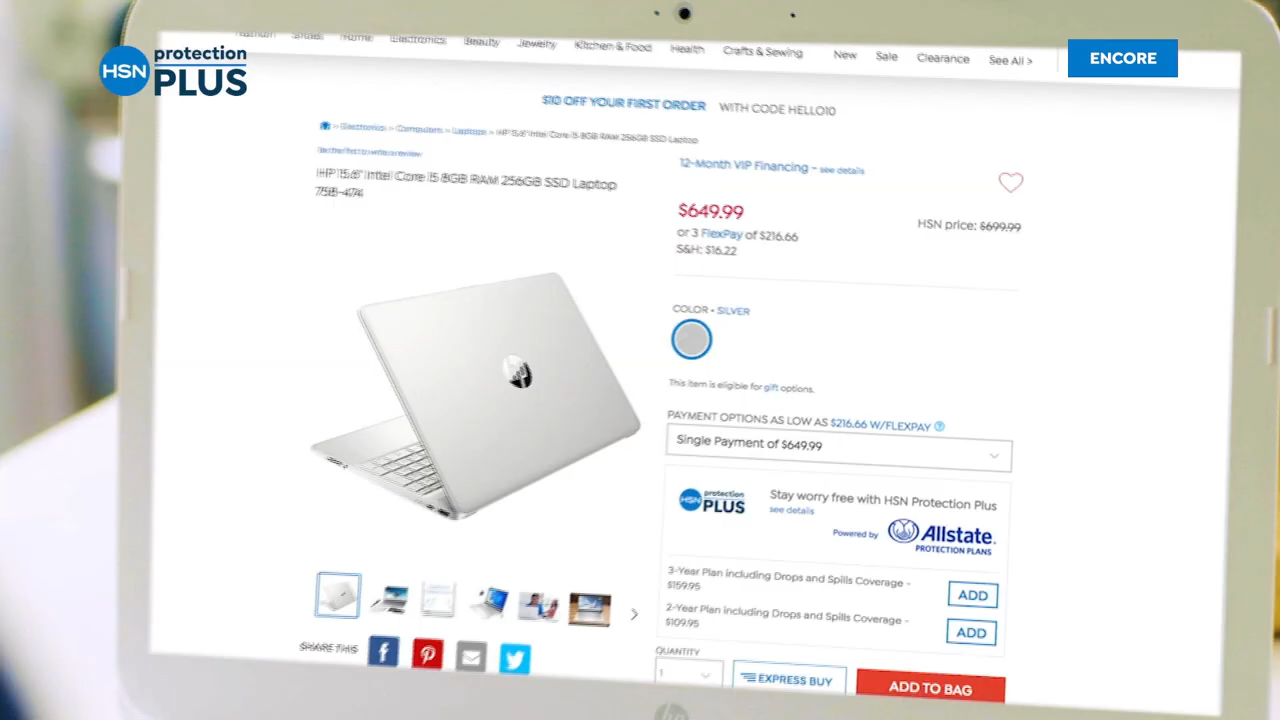 HSN protection PLUS
ENCORE
Fashion Shoes Home Electronics Beauty Jewelry Kitchen & Food Health Crafts & Sewing New Sale Clearance See All >
$10 OFF YOUR FIRST ORDER WITH CODE HELLO10
> Electronics > Computers > Laptops > HP 15.6" Intel Core i5 8GB RAM 256GB SSD Laptop
Be the first to write a review
HP 15.6" Intel Core i5 8GB RAM 256GB SSD Laptop
758-474
12-Month VIP Financing - see details
$649.99
HSN price: $699.99
or 3 FlexPay of $216.66
S&H: $16.22
COLOR • SILVER
hp
This item is eligible for gift options.
PAYMENT OPTIONS AS LOW AS $216.66 W/FLEXPAY ?
Single Payment of $649.99
HSN protection PLUS
Stay worry free with HSN Protection Plus
see details
Powered by Allstate.
PROTECTION PLANS
3-Year Plan including Drops and Spills Coverage -
$159.95
ADD
2-Year Plan including Drops and Spills Coverage -
$109.95
ADD
SHARE THIS
QUANTITY
1
EXPRESS BUY
ADD TO BAG
hp